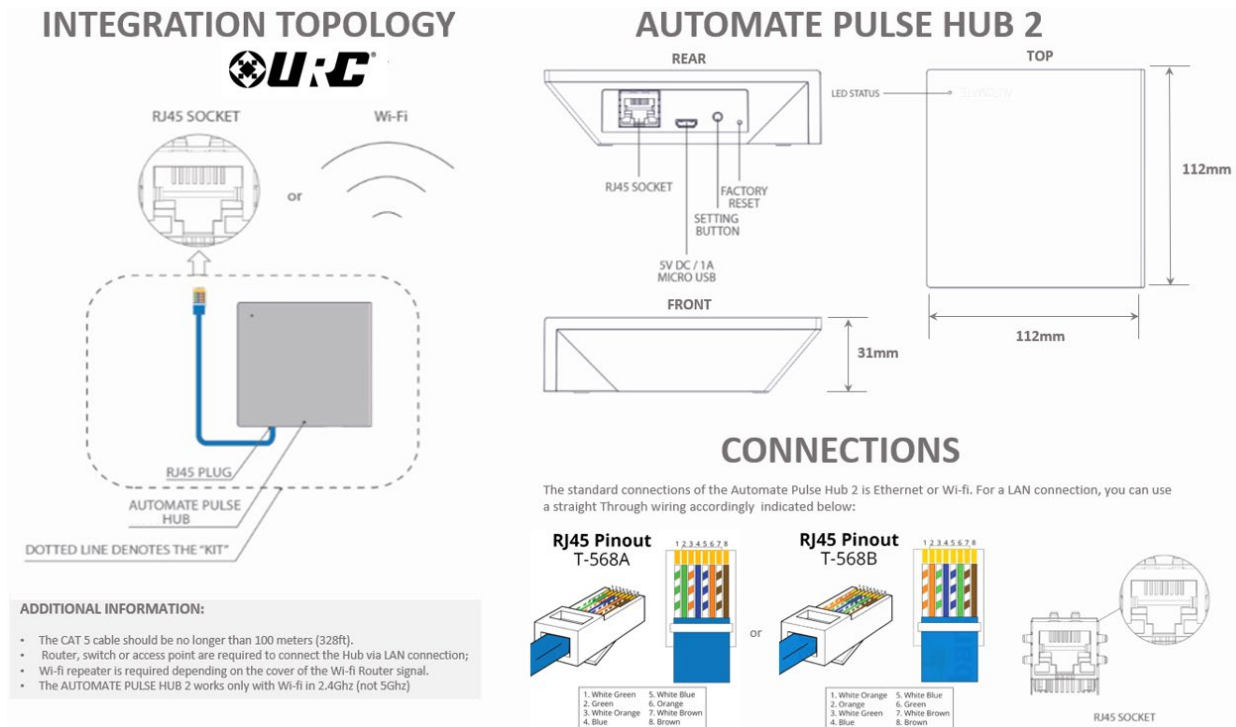 INTEGRATION TOPOLOGY
URC
RJ45 SOCKET
Wi-Fi
or
RJ45 PLUG
AUTOMATE PULSE
HUB
DOTTED LINE DENOTES THE "KIT"
ADDITIONAL INFORMATION:
• The CAT 5 cable should be no longer than 100 meters (328ft).
• Router, switch or access point are required to connect the Hub via LAN connection;
• Wi-fi repeater is required depending on the cover of the Wi-fi Router signal.
• The AUTOMATE PULSE HUB 2 works only with Wi-fi in 2.4Ghz (not 5Ghz)
AUTOMATE PULSE HUB 2
REAR
RJ45 SOCKET
FACTORY
RESET
SETTING
BUTTON
5V DC / 1A
MICRO USB
TOP
LED STATUS
112mm
112mm
FRONT
31mm
CONNECTIONS
The standard connections of the Automate Pulse Hub 2 is Ethernet or Wi-fi. For a LAN connection, you can use
a straight Through wiring accordingly indicated below:
RJ45 Pinout
T-568A
1 2 3 4 5 6 7 8
1. White Green 5. White Blue
2. Green 6. Orange
3. White Orange 7. White Brown
4. Blue 8. Brown
or
RJ45 Pinout
T-568B
1 2 3 4 5 6 7 8
1. White Orange 5. White Blue
2. Orange 6. Green
3. White Green 7. White Brown
4. Blue 8. Brown
RJ45 SOCKET